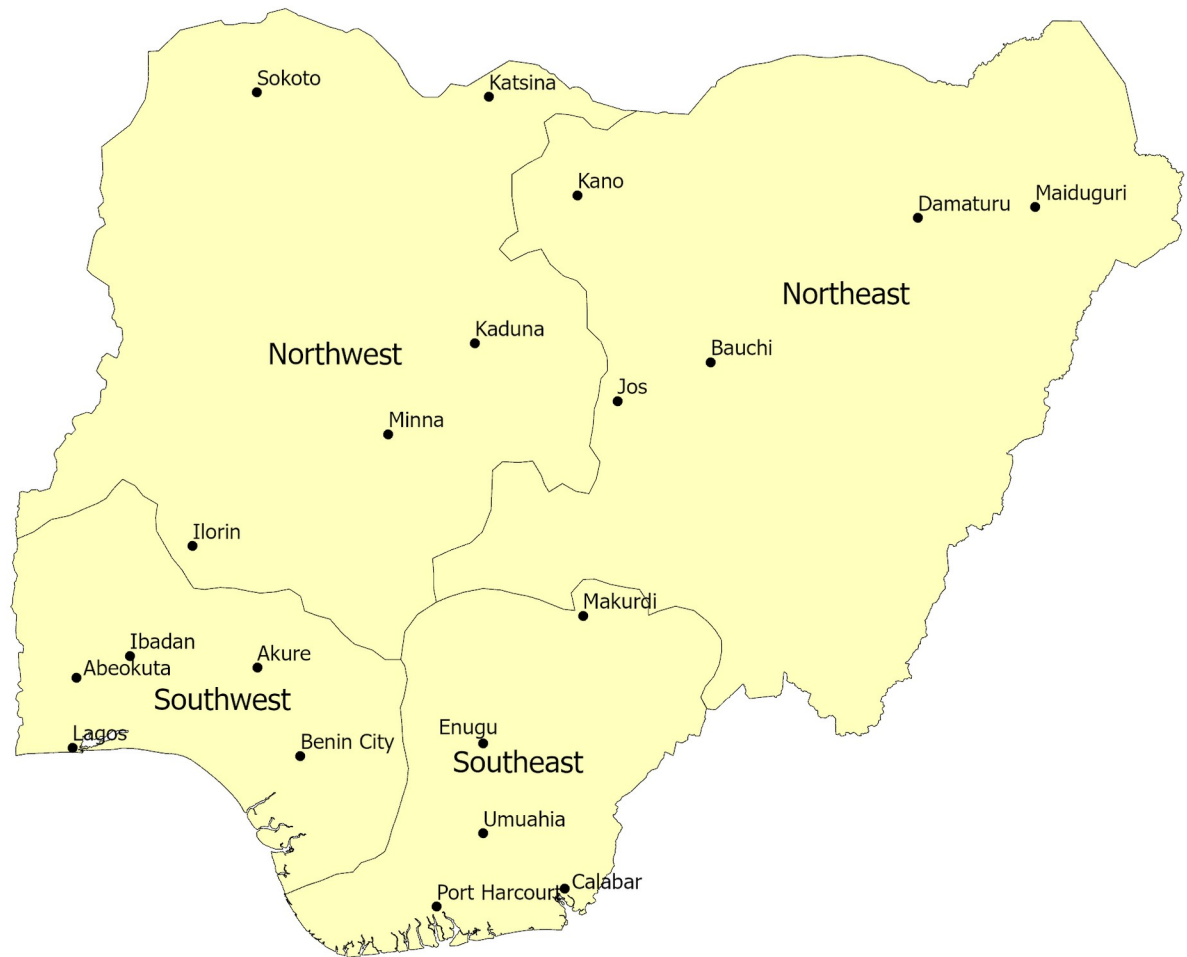 Sokoto
Katsina
Kano
Maiduguri
Damaturu
Northeast
Kaduna
Northwest
Bauchi
Jos
Minna
Ilorin
Makurdi
Ibadan
Akure
Abeokuta
Southwest
Lagos
Enugu
Benin City
Southeast
Umuahia
Calabar
Port Harcourt